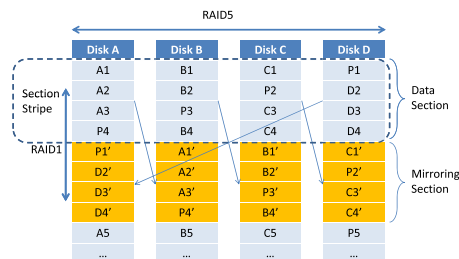 RAID5
Disk A Disk B Disk C Disk D
A1 B1 C1 P1
A2 B2 P2 D2
A3 P3 C3 D3
P4 B4 C4 D4
P1’ A1’ B1’ C1’
D2’ A2’ B2’ P2’
D3’ A3’ P3’ C3’
D4’ P4’ B4’ C4’
A5 B5 C5 P5
... ... ... ...
Section
Stripe
RAID1
Data
Section
Mirroring
Section